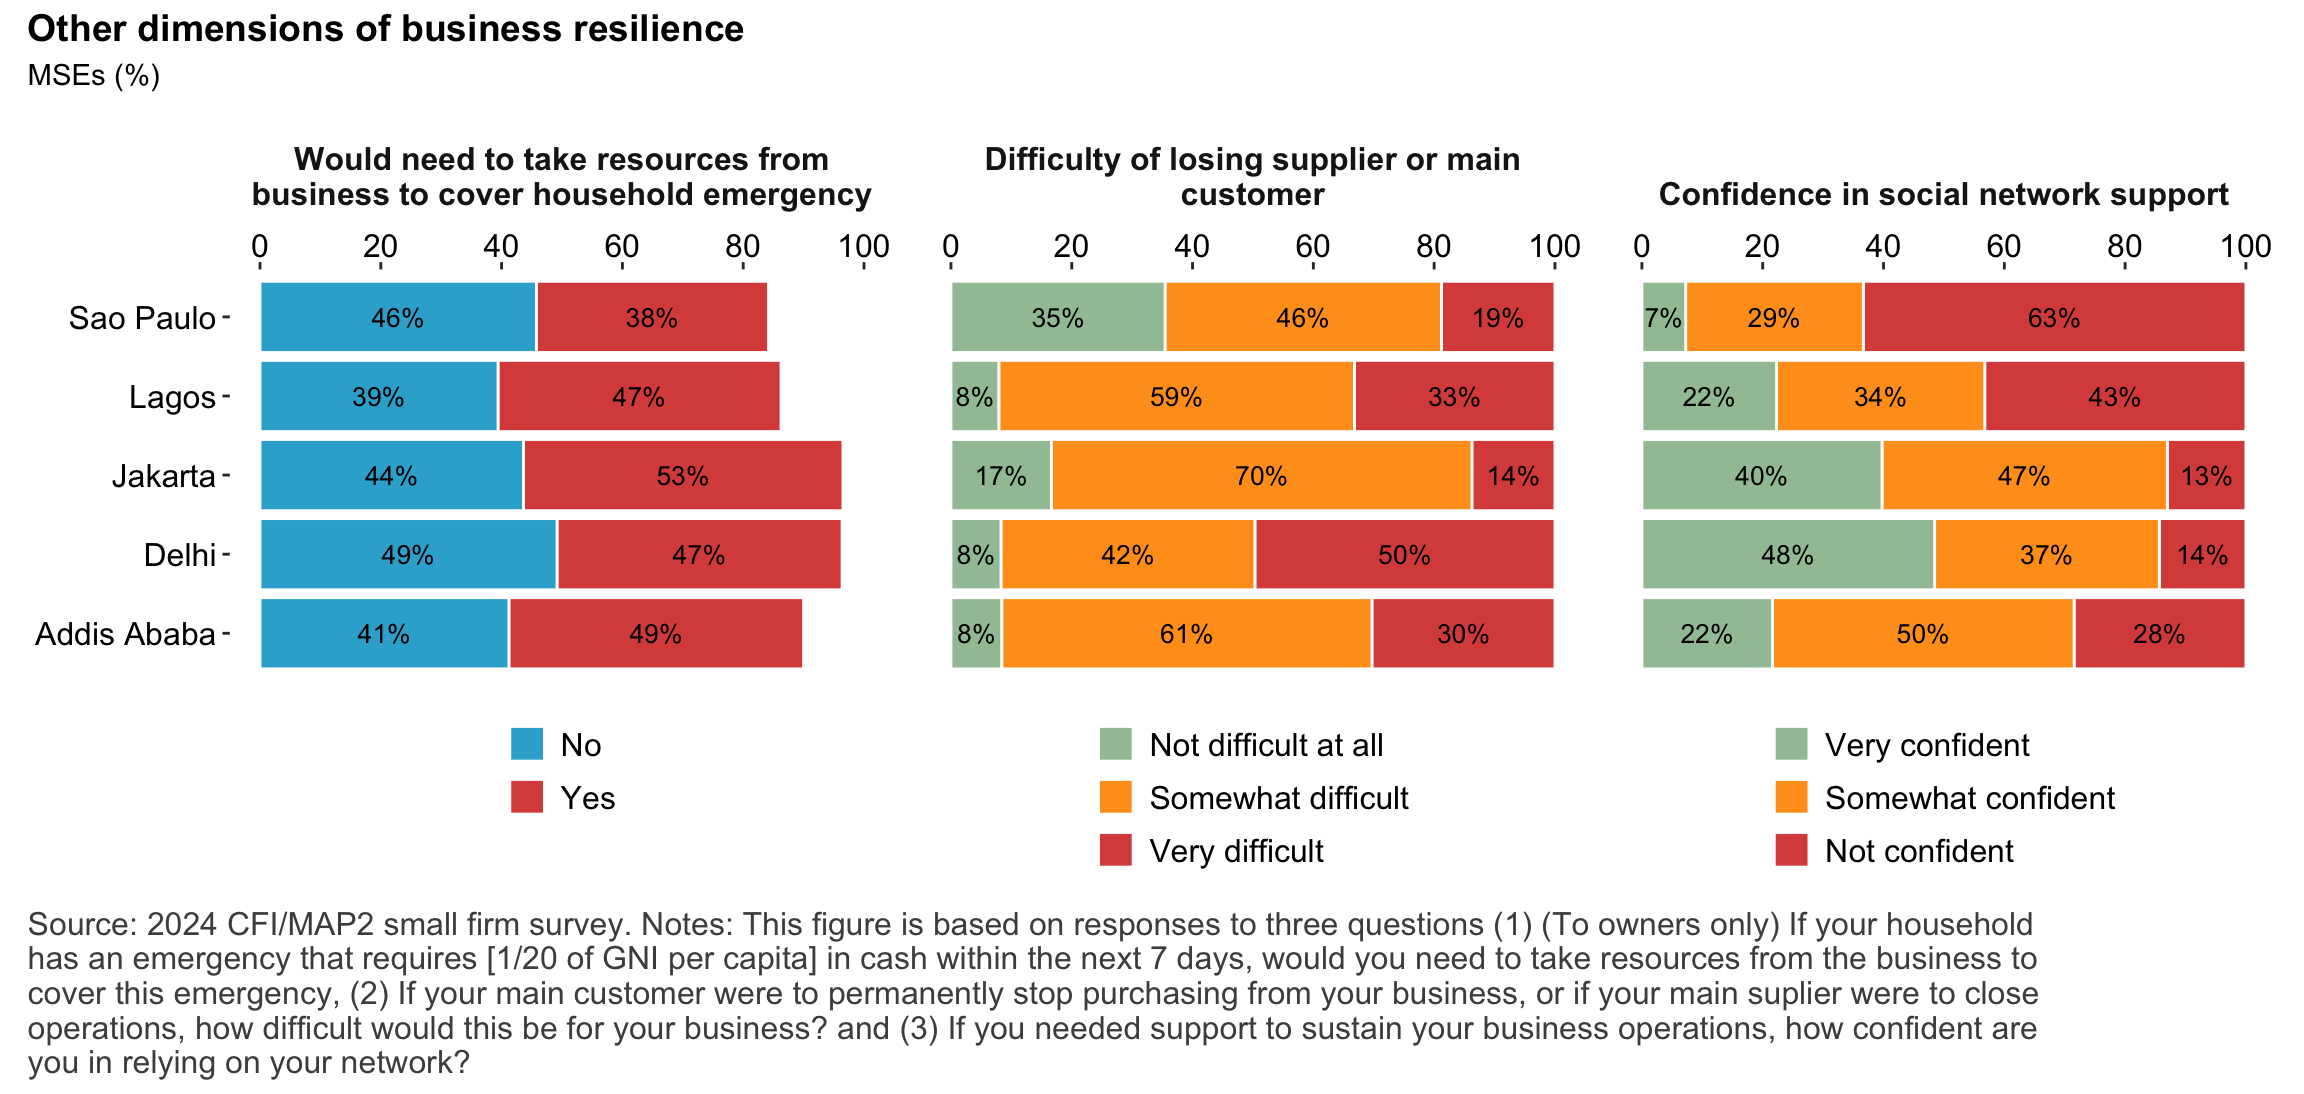 Other dimensions of business resilience
MSEs (%)
Would need to take resources from
business to cover household emergency
Difficulty of losing supplier or main
customer
Confidence in social network support
0 20 40 60 80 100 0 20 40 60 80 100 0 20 40 60 80 100
Sao Paulo 46% 38% 35% 46% 19% 7% 29% 63%
Lagos 39% 47% 8% 59% 33% 22% 34% 43%
Jakarta 44% 53% 17% 70% 14% 40% 47% 13%
Delhi 49% 47% 8% 42% 50% 48% 37% 14%
Addis Ababa 41% 49% 8% 61% 30% 22% 50% 28%
No
Yes
Not difficult at all
Somewhat difficult
Very difficult
Very confident
Somewhat confident
Not confident
Source: 2024 CFI/MAP2 small firm survey. Notes: This figure is based on responses to three questions (1) (To owners only) If your household
has an emergency that requires [1/20 of GNI per capita] in cash within the next 7 days, would you need to take resources from the business to
cover this emergency, (2) If your main customer were to permanently stop purchasing from your business, or if your main suplier were to close
operations, how difficult would this be for your business? and (3) If you needed support to sustain your business operations, how confident are
you in relying on your network?